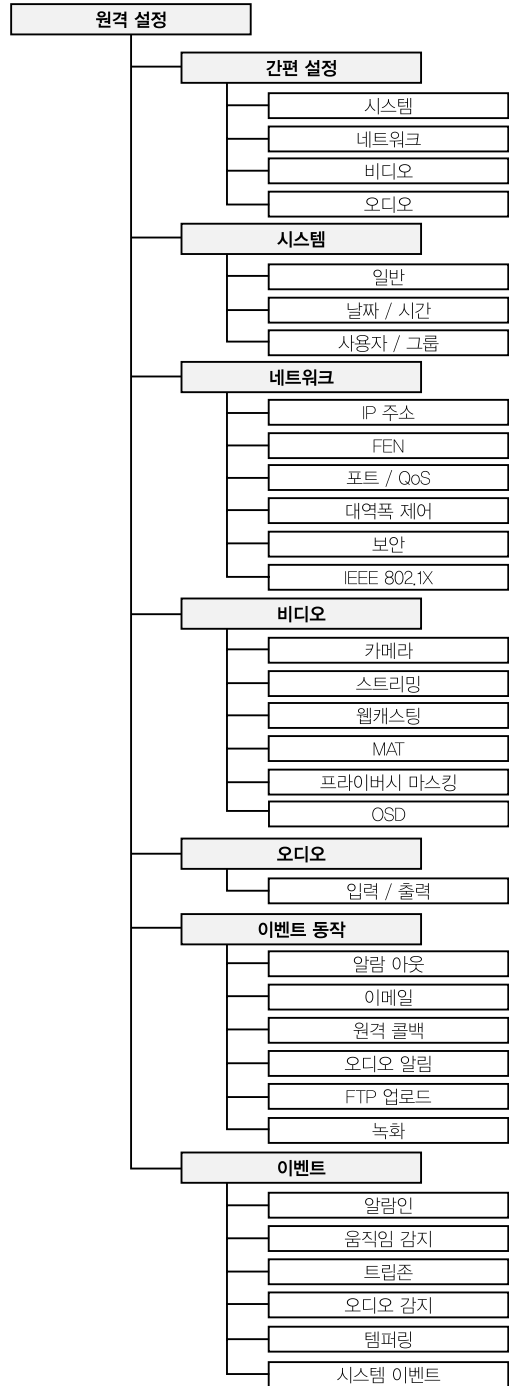 원격 설정
간편 설정
시스템
네트워크
비디오
오디오
시스템
일반
날짜 / 시간
사용자 / 그룹
네트워크
IP 주소
FEN
포트 / QoS
대역폭 제어
보안
IEEE 802.1X
비디오
카메라
스트리밍
웹캐스팅
MAT
프라이버시 마스킹
OSD
오디오
입력 / 출력
이벤트 동작
알람 아웃
이메일
원격 콜백
오디오 알림
FTP 업로드
녹화
이벤트
알람인
움직임 감지
트립존
오디오 감지
템퍼링
시스템 이벤트